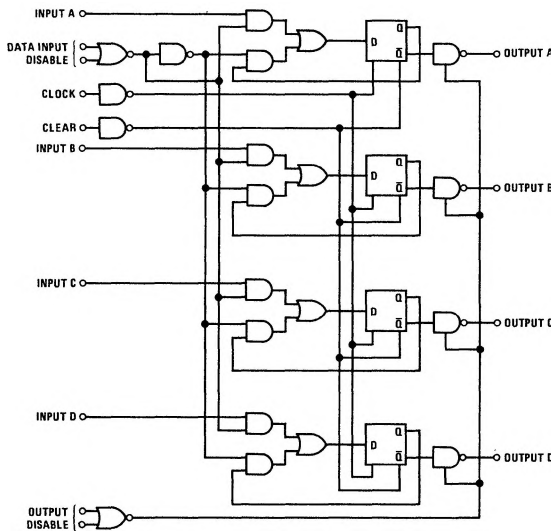 INPUT A
DATA INPUT
DISABLE
D
Q
Q̅
OUTPUT A
CLOCK
CLEAR
INPUT B
D
Q
Q̅
OUTPUT B
INPUT C
D
Q
Q̅
OUTPUT C
INPUT D
D
Q
Q̅
OUTPUT D
OUTPUT
DISABLE